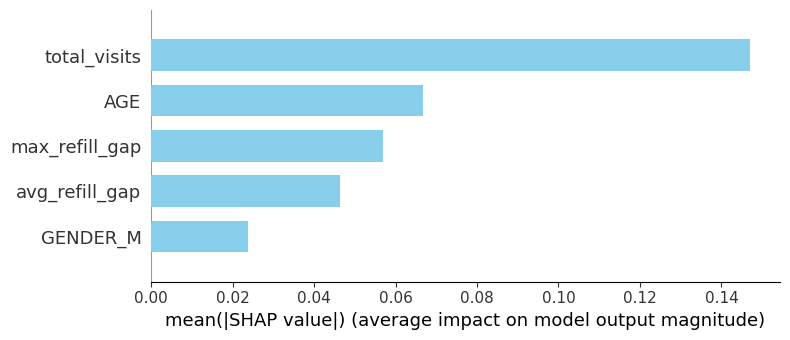 total_visits
AGE
max_refill_gap
avg_refill_gap
GENDER_M
0.00 0.02 0.04 0.06 0.08 0.10 0.12 0.14
mean(|SHAP value|) (average impact on model output magnitude)